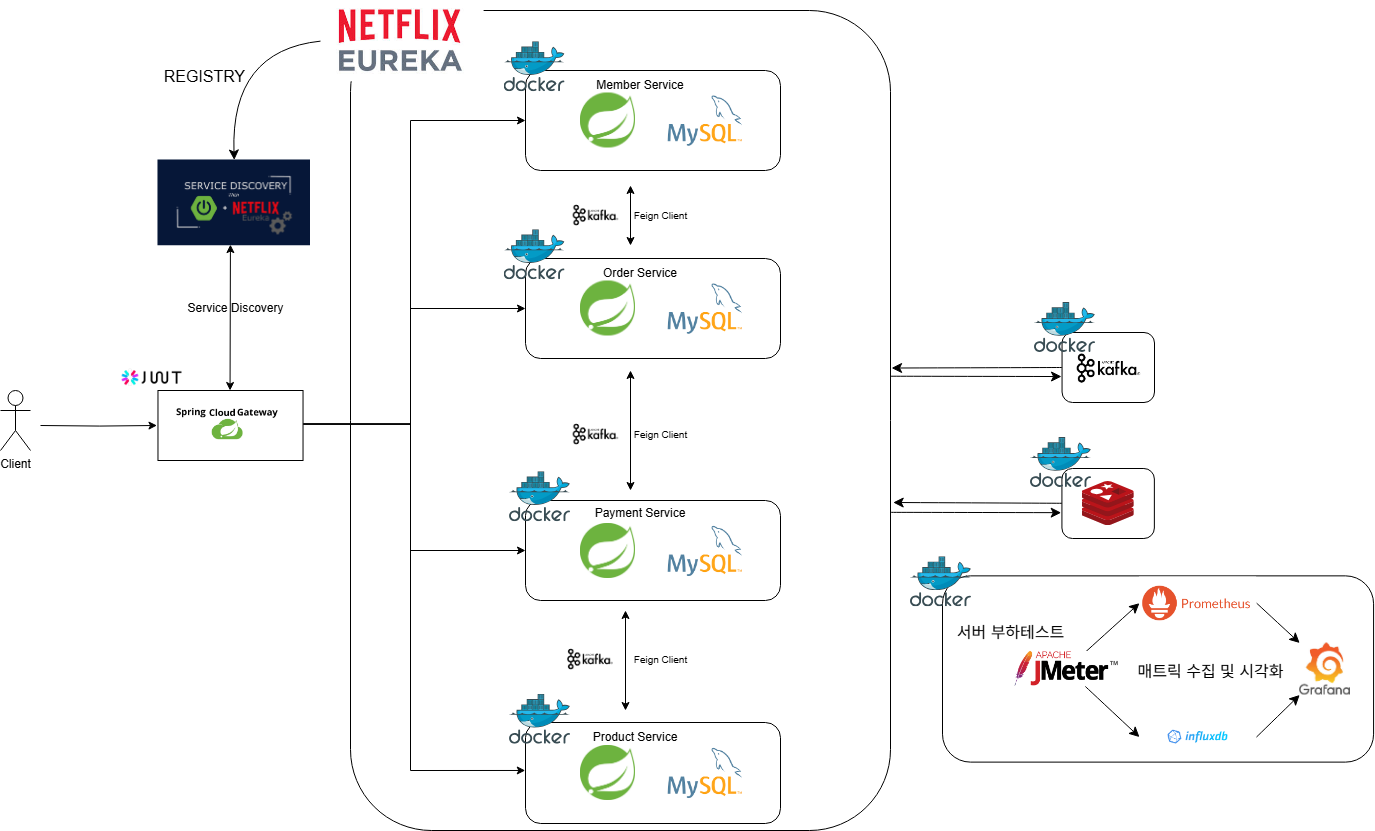 NETFLIX
EUREKA
REGISTRY
SERVICE DISCOVERY
NETFLIX
Eureka
Service Discovery
JWT
Spring Cloud Gateway
Client
docker
Member Service
MySQL
kafka
Feign Client
docker
Order Service
MySQL
kafka
Feign Client
docker
Payment Service
MySQL
kafka
Feign Client
docker
Product Service
MySQL
docker
kafka
docker
docker
서버 부하테스트
APACHE
JMeter™
Prometheus
매트릭 수집 및 시각화
influxdb
Grafana